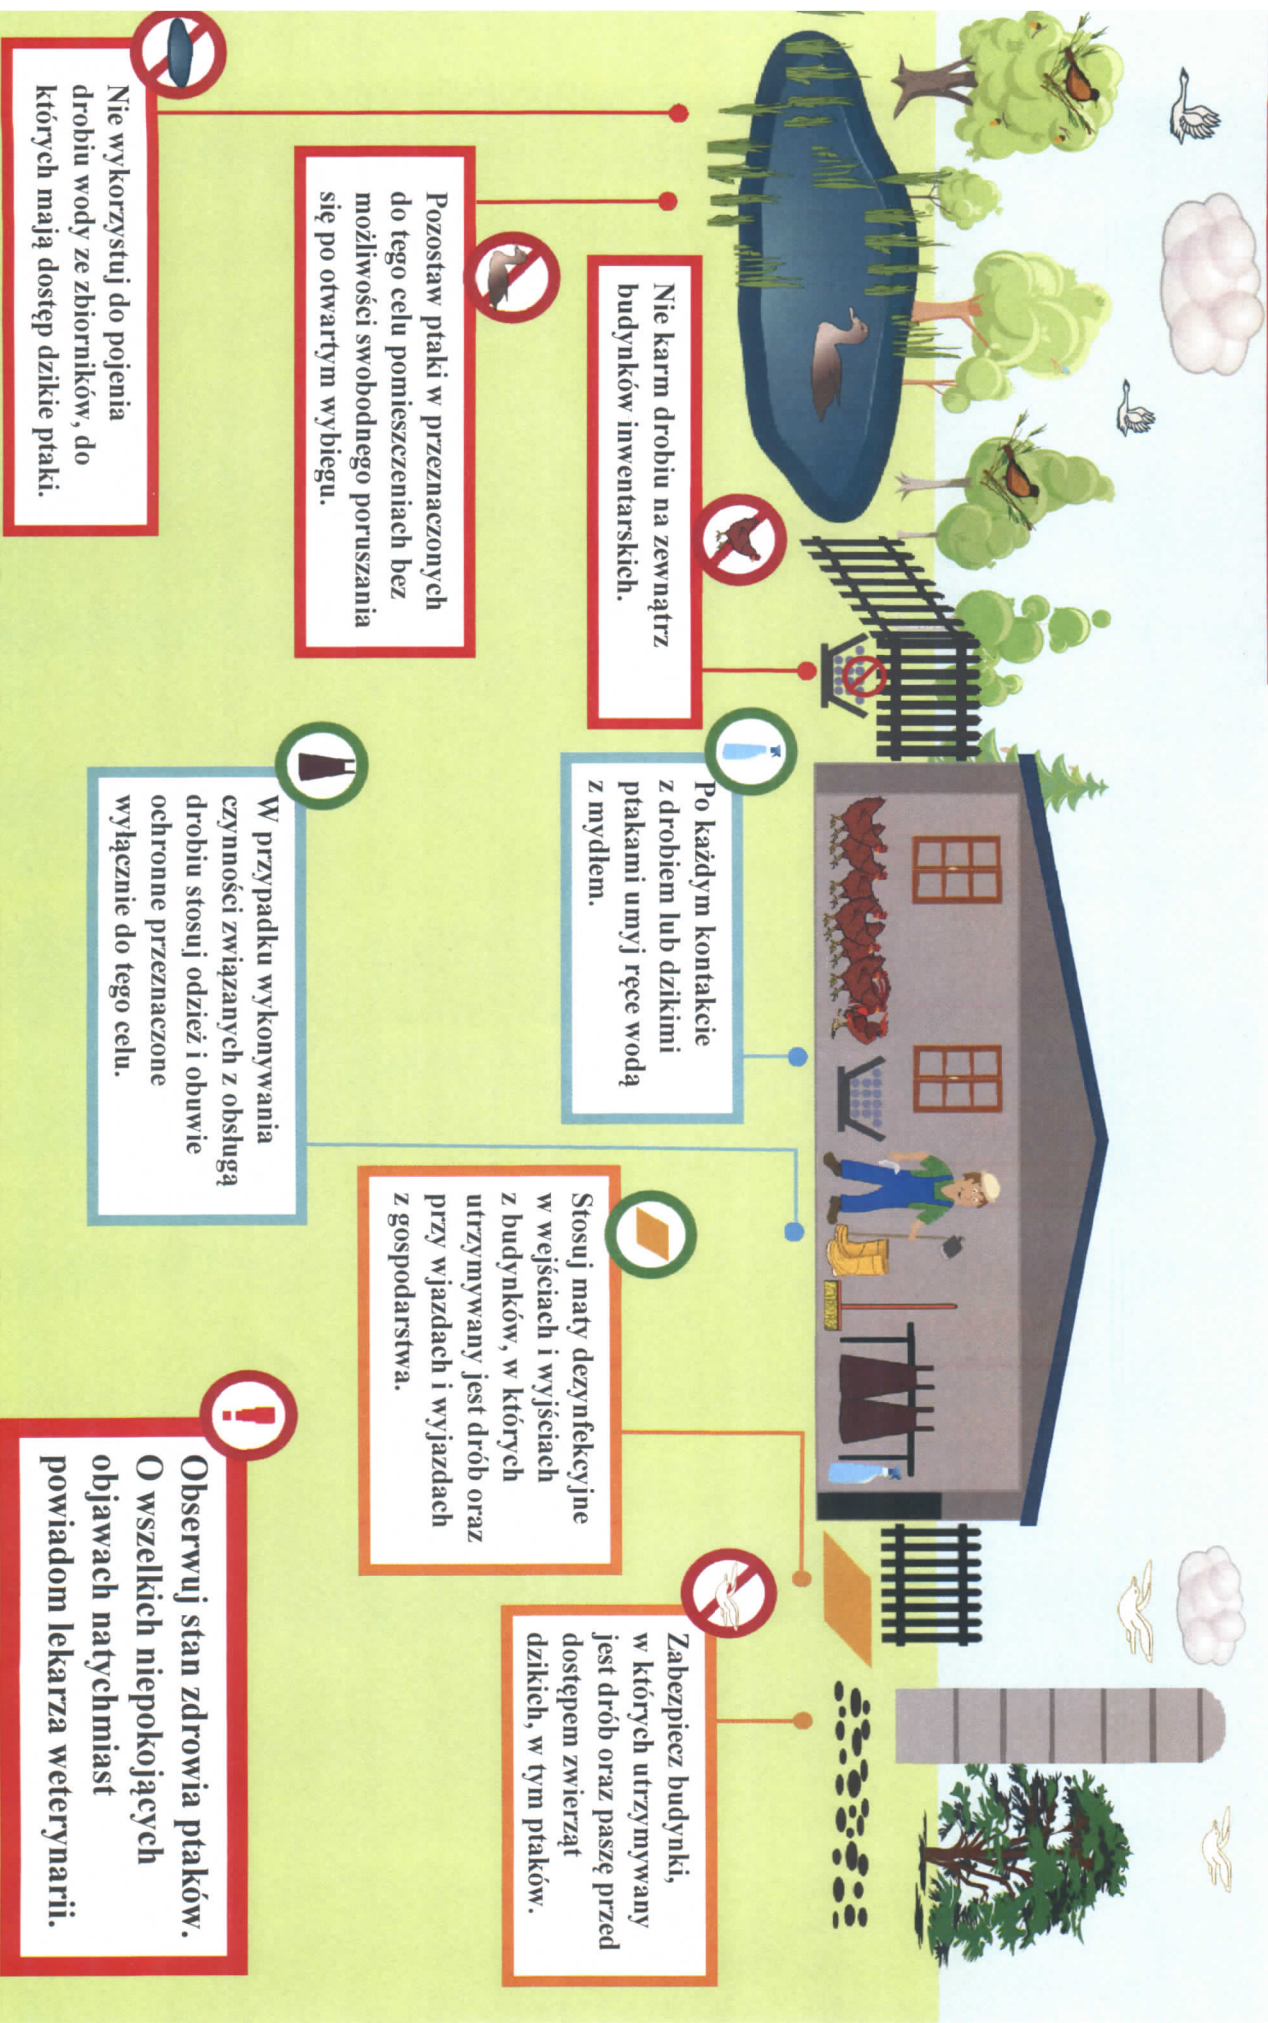 Nie wykorzystuj do pojenia
drobiu wody ze zbiorników, do
których mają dostęp dzikie ptaki.
Pozostaw ptaki w przeznaczonych
do tego celu pomieszczeniach bez
możliwości swobodnego poruszania
się po otwartym wybiegu.
Nie karm drobiu na zewnątrz
budynków inwentarskich.
Po każdym kontakcie
z drobiem lub dzikimi
ptakami umyj ręce wodą
z mydłem.
W przypadku wykonywania
czynności związanych z obsługą
drobiu stosuj odzież i obuwie
ochronne przeznaczone
wyłącznie do tego celu.
Stosuj maty dezynfekcyjne
w wejściach i wyjściach
z budynków, w których
utrzymywany jest drób oraz
przy wjazdach i wyjazdach
z gospodarstwa.
Zabezpiecz budynki,
w których utrzymywany
jest drób oraz paszę przed
dostępem zwierząt
dzikich, w tym ptaków.
Obserwuj stan zdrowia ptaków.
O wszelkich niepokojących
objawach natychmiast
powiadom lekarza weterynarii.